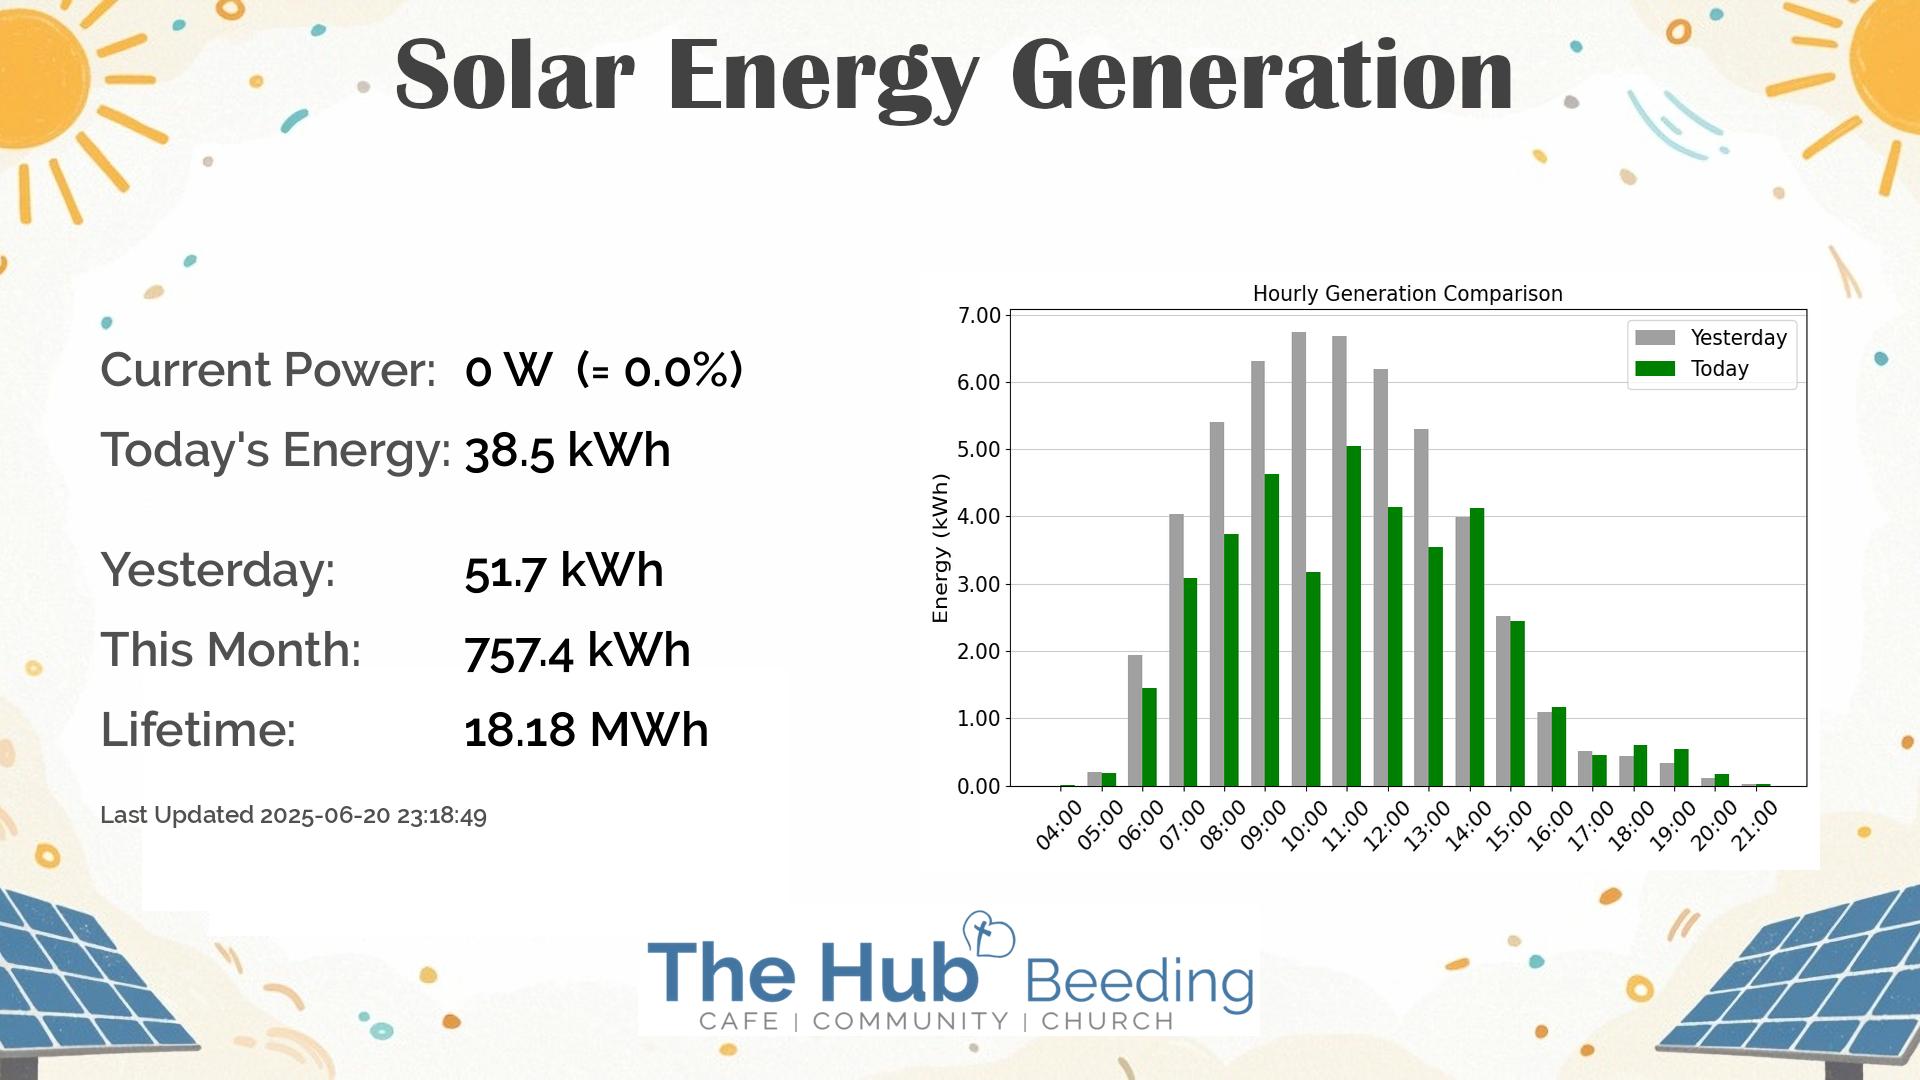 Solar Energy Generation
Current Power: 0 W (= 0.0%)
Today's Energy: 38.5 kWh
Yesterday: 51.7 kWh
This Month: 757.4 kWh
Lifetime: 18.18 MWh
Last Updated 2025-06-20 23:18:49
Hourly Generation Comparison
Yesterday
Today
Energy (kWh)
7.00
6.00
5.00
4.00
3.00
2.00
1.00
0.00
04:00 05:00 06:00 07:00 08:00 09:00 10:00 11:00 12:00 13:00 14:00 15:00 16:00 17:00 18:00 19:00 20:00 21:00
The Hub Beeding
CAFE | COMMUNITY | CHURCH